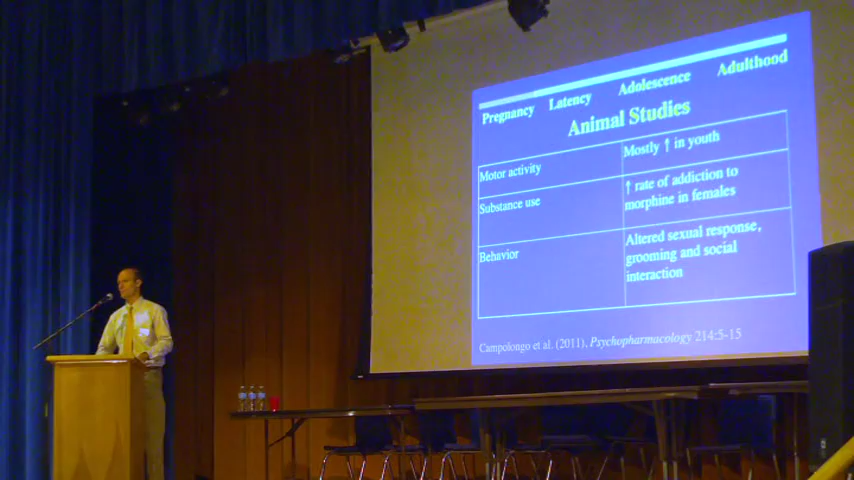 Pregnancy Latency Adolescence Adulthood
Animal Studies
Motor activity
Mostly ↑ in youth
Substance use
↑ rate of addiction to
morphine in females
Behavior
Altered sexual response,
grooming and social
interaction
Campolongo et al. (2011), Psychopharmacology 214:5-15